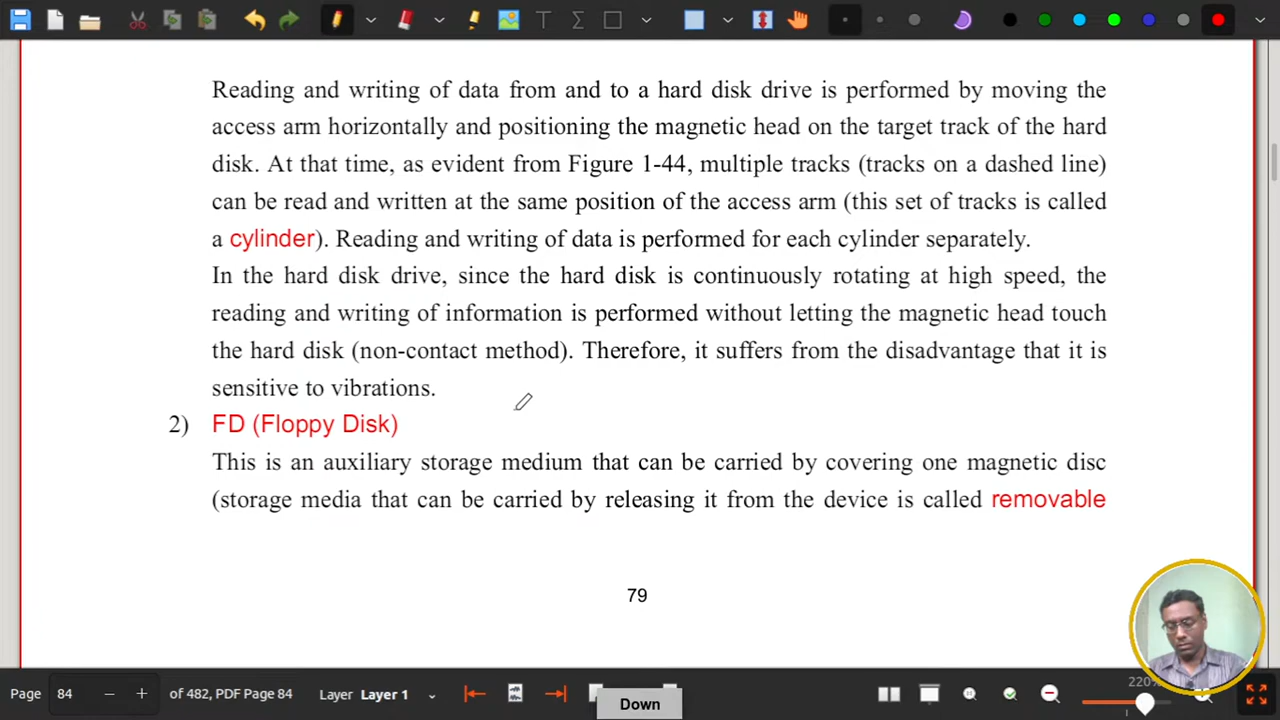 Reading and writing of data from and to a hard disk drive is performed by moving the
access arm horizontally and positioning the magnetic head on the target track of the hard
disk. At that time, as evident from Figure 1-44, multiple tracks (tracks on a dashed line)
can be read and written at the same position of the access arm (this set of tracks is called
a cylinder). Reading and writing of data is performed for each cylinder separately.
In the hard disk drive, since the hard disk is continuously rotating at high speed, the
reading and writing of information is performed without letting the magnetic head touch
the hard disk (non-contact method). Therefore, it suffers from the disadvantage that it is
sensitive to vibrations.
2) FD (Floppy Disk)
This is an auxiliary storage medium that can be carried by covering one magnetic disc
(storage media that can be carried by releasing it from the device is called removable
79
Page 84 of 482, PDF Page 84 Layer Layer 1 Down 220%